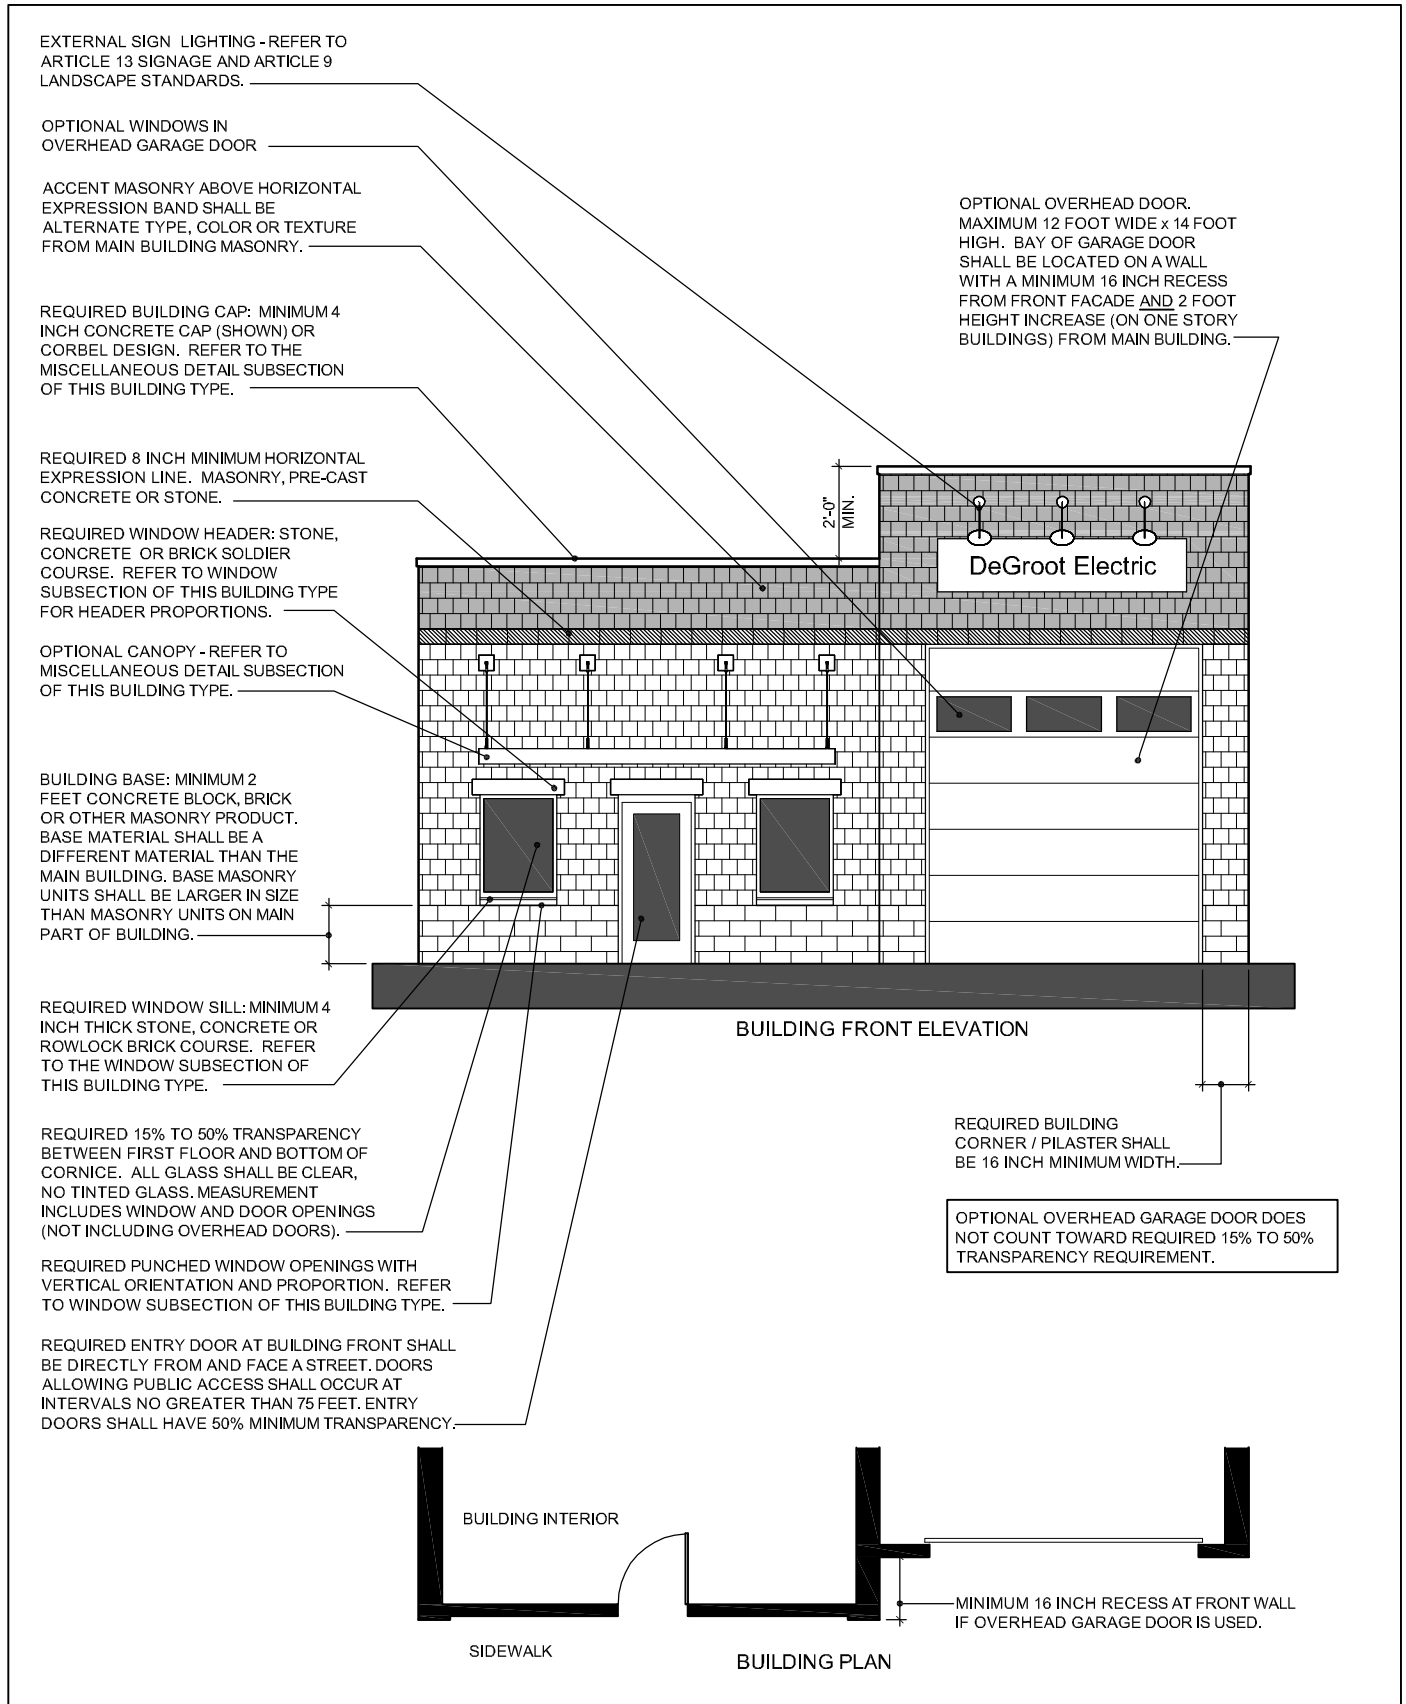 EXTERNAL SIGN LIGHTING - REFER TO
ARTICLE 13 SIGNAGE AND ARTICLE 9
LANDSCAPE STANDARDS.
OPTIONAL WINDOWS IN
OVERHEAD GARAGE DOOR
ACCENT MASONRY ABOVE HORIZONTAL
EXPRESSION BAND SHALL BE
ALTERNATE TYPE, COLOR OR TEXTURE
FROM MAIN BUILDING MASONRY.
OPTIONAL OVERHEAD DOOR.
MAXIMUM 12 FOOT WIDE x 14 FOOT
HIGH. BAY OF GARAGE DOOR
SHALL BE LOCATED ON A WALL
WITH A MINIMUM 16 INCH RECESS
FROM FRONT FACADE AND 2 FOOT
HEIGHT INCREASE (ON ONE STORY
BUILDINGS) FROM MAIN BUILDING.
REQUIRED BUILDING CAP: MINIMUM 4
INCH CONCRETE CAP (SHOWN) OR
CORBEL DESIGN. REFER TO THE
MISCELLANEOUS DETAIL SUBSECTION
OF THIS BUILDING TYPE.
REQUIRED 8 INCH MINIMUM HORIZONTAL
EXPRESSION LINE. MASONRY, PRE-CAST
CONCRETE OR STONE.
2'-0"
MIN.
DeGroot Electric
REQUIRED WINDOW HEADER: STONE,
CONCRETE OR BRICK SOLDIER
COURSE. REFER TO WINDOW
SUBSECTION OF THIS BUILDING TYPE
FOR HEADER PROPORTIONS.
OPTIONAL CANOPY - REFER TO
MISCELLANEOUS DETAIL SUBSECTION
OF THIS BUILDING TYPE.
BUILDING BASE: MINIMUM 2
FEET CONCRETE BLOCK, BRICK
OR OTHER MASONRY PRODUCT.
BASE MATERIAL SHALL BE A
DIFFERENT MATERIAL THAN THE
MAIN BUILDING. BASE MASONRY
UNITS SHALL BE LARGER IN SIZE
THAN MASONRY UNITS ON MAIN
PART OF BUILDING.
REQUIRED WINDOW SILL: MINIMUM 4
INCH THICK STONE, CONCRETE OR
ROWLOCK BRICK COURSE. REFER
TO THE WINDOW SUBSECTION OF
THIS BUILDING TYPE.
BUILDING FRONT ELEVATION
REQUIRED BUILDING
CORNER / PILASTER SHALL
BE 16 INCH MINIMUM WIDTH.
REQUIRED 15% TO 50% TRANSPARENCY
BETWEEN FIRST FLOOR AND BOTTOM OF
CORNICE. ALL GLASS SHALL BE CLEAR,
NO TINTED GLASS. MEASUREMENT
INCLUDES WINDOW AND DOOR OPENINGS
(NOT INCLUDING OVERHEAD DOORS).
OPTIONAL OVERHEAD GARAGE DOOR DOES
NOT COUNT TOWARD REQUIRED 15% TO 50%
TRANSPARENCY REQUIREMENT.
REQUIRED PUNCHED WINDOW OPENINGS WITH
VERTICAL ORIENTATION AND PROPORTION. REFER
TO WINDOW SUBSECTION OF THIS BUILDING TYPE.
REQUIRED ENTRY DOOR AT BUILDING FRONT SHALL
BE DIRECTLY FROM AND FACE A STREET. DOORS
ALLOWING PUBLIC ACCESS SHALL OCCUR AT
INTERVALS NO GREATER THAN 75 FEET. ENTRY
DOORS SHALL HAVE 50% MINIMUM TRANSPARENCY.
BUILDING INTERIOR
MINIMUM 16 INCH RECESS AT FRONT WALL
IF OVERHEAD GARAGE DOOR IS USED.
SIDEWALK
BUILDING PLAN